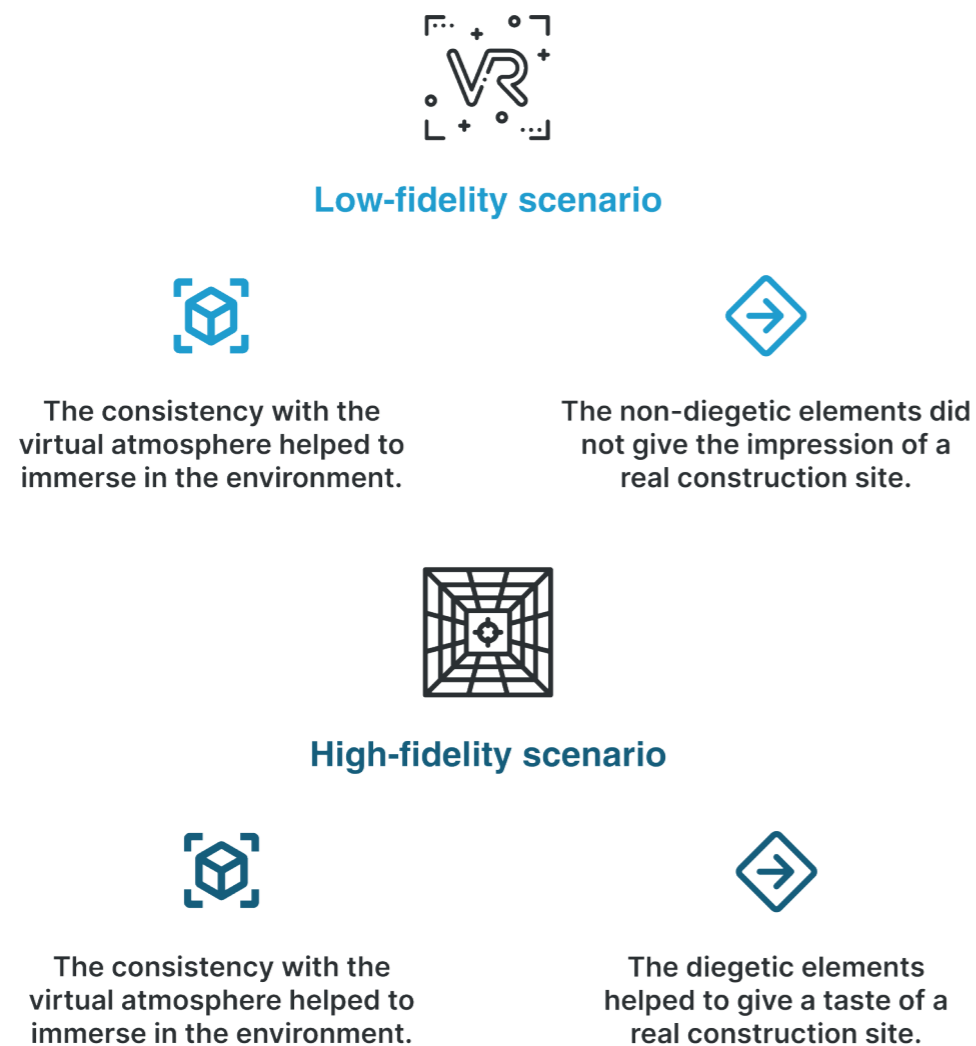 VR
Low-fidelity scenario
The consistency with the
virtual atmosphere helped to
immerse in the environment.
The non-diegetic elements did
not give the impression of a
real construction site.
High-fidelity scenario
The consistency with the
virtual atmosphere helped to
immerse in the environment.
The diegetic elements
helped to give a taste of a
real construction site.